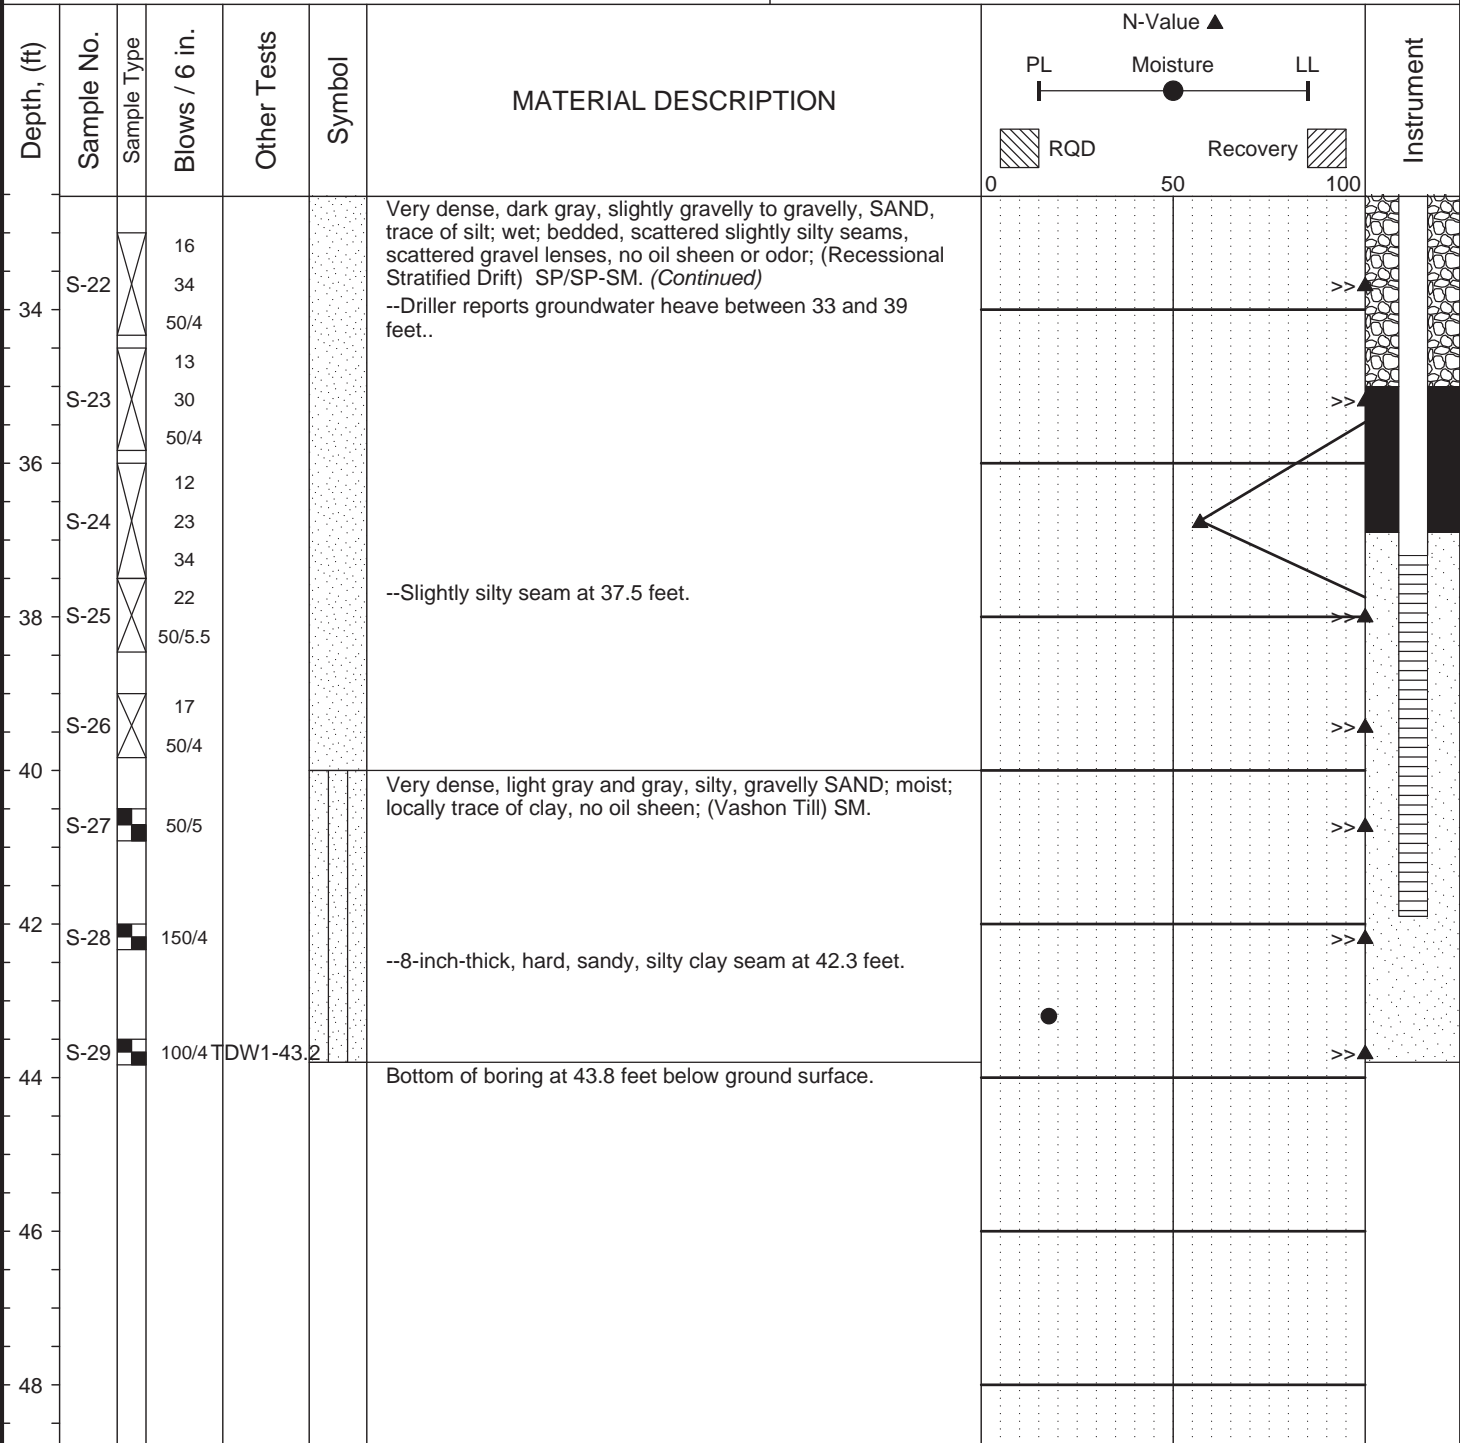 Depth, (ft)
Sample No.
Sample Type
Blows / 6 in.
Other Tests
Symbol
MATERIAL DESCRIPTION
N-Value ▲
PL Moisture LL
RQD Recovery
0 50 100
Instrument
Very dense, dark gray, slightly gravelly to gravelly, SAND,
trace of silt; wet; bedded, scattered slightly silty seams,
scattered gravel lenses, no oil sheen or odor; (Recessional
Stratified Drift) SP/SP-SM. (Continued)
--Driller reports groundwater heave between 33 and 39
feet..
16
S-22 34 >>
34
50/4
13
S-23 30 >>
50/4
36
12
S-24 23
34
--Slightly silty seam at 37.5 feet.
22
38 S-25 >>
50/5.5
17
S-26 >>
50/4
40
Very dense, light gray and gray, silty, gravelly SAND; moist;
locally trace of clay, no oil sheen; (Vashon Till) SM.
S-27 50/5 >>
42
S-28 150/4 >>
--8-inch-thick, hard, sandy, silty clay seam at 42.3 feet.
S-29 100/4 TDW1-43.2 >>
44
Bottom of boring at 43.8 feet below ground surface.
46
48